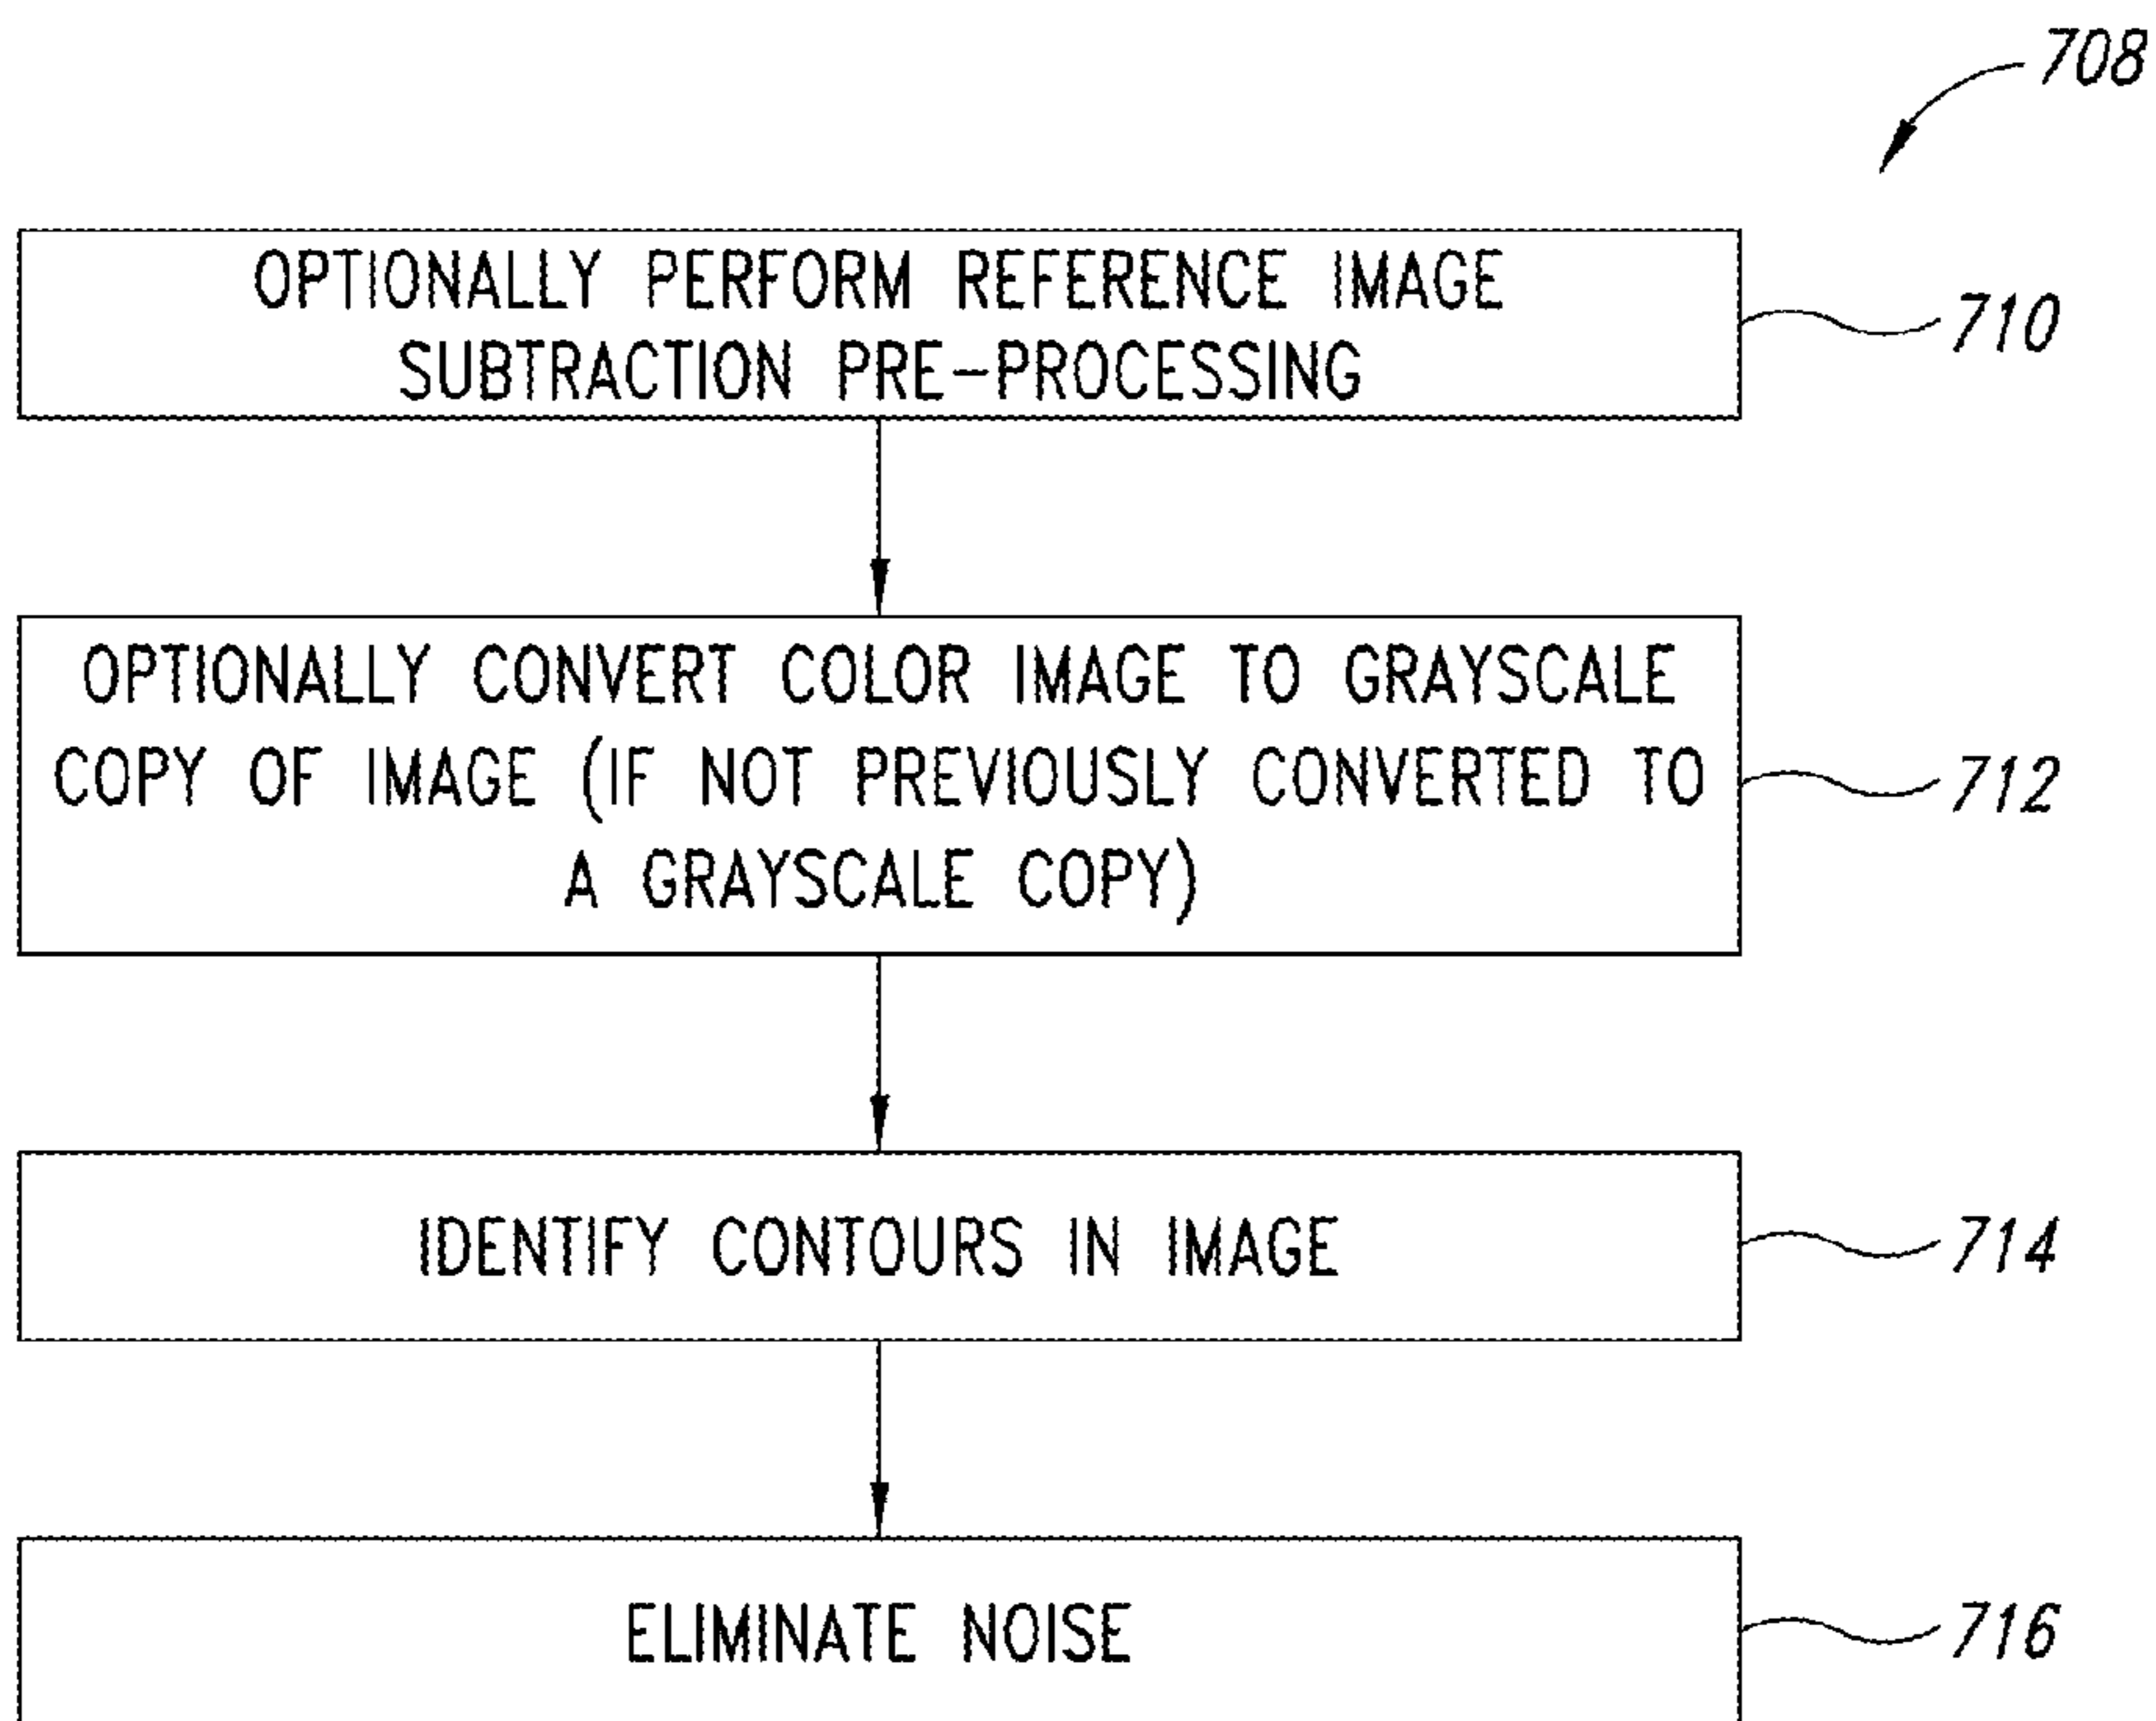 708
OPTIONALLY PERFORM REFERENCE IMAGE
SUBTRACTION PRE-PROCESSING
710
OPTIONALLY CONVERT COLOR IMAGE TO GRAYSCALE
COPY OF IMAGE (IF NOT PREVIOUSLY CONVERTED TO
A GRAYSCALE COPY)
712
IDENTIFY CONTOURS IN IMAGE
714
ELIMINATE NOISE
716